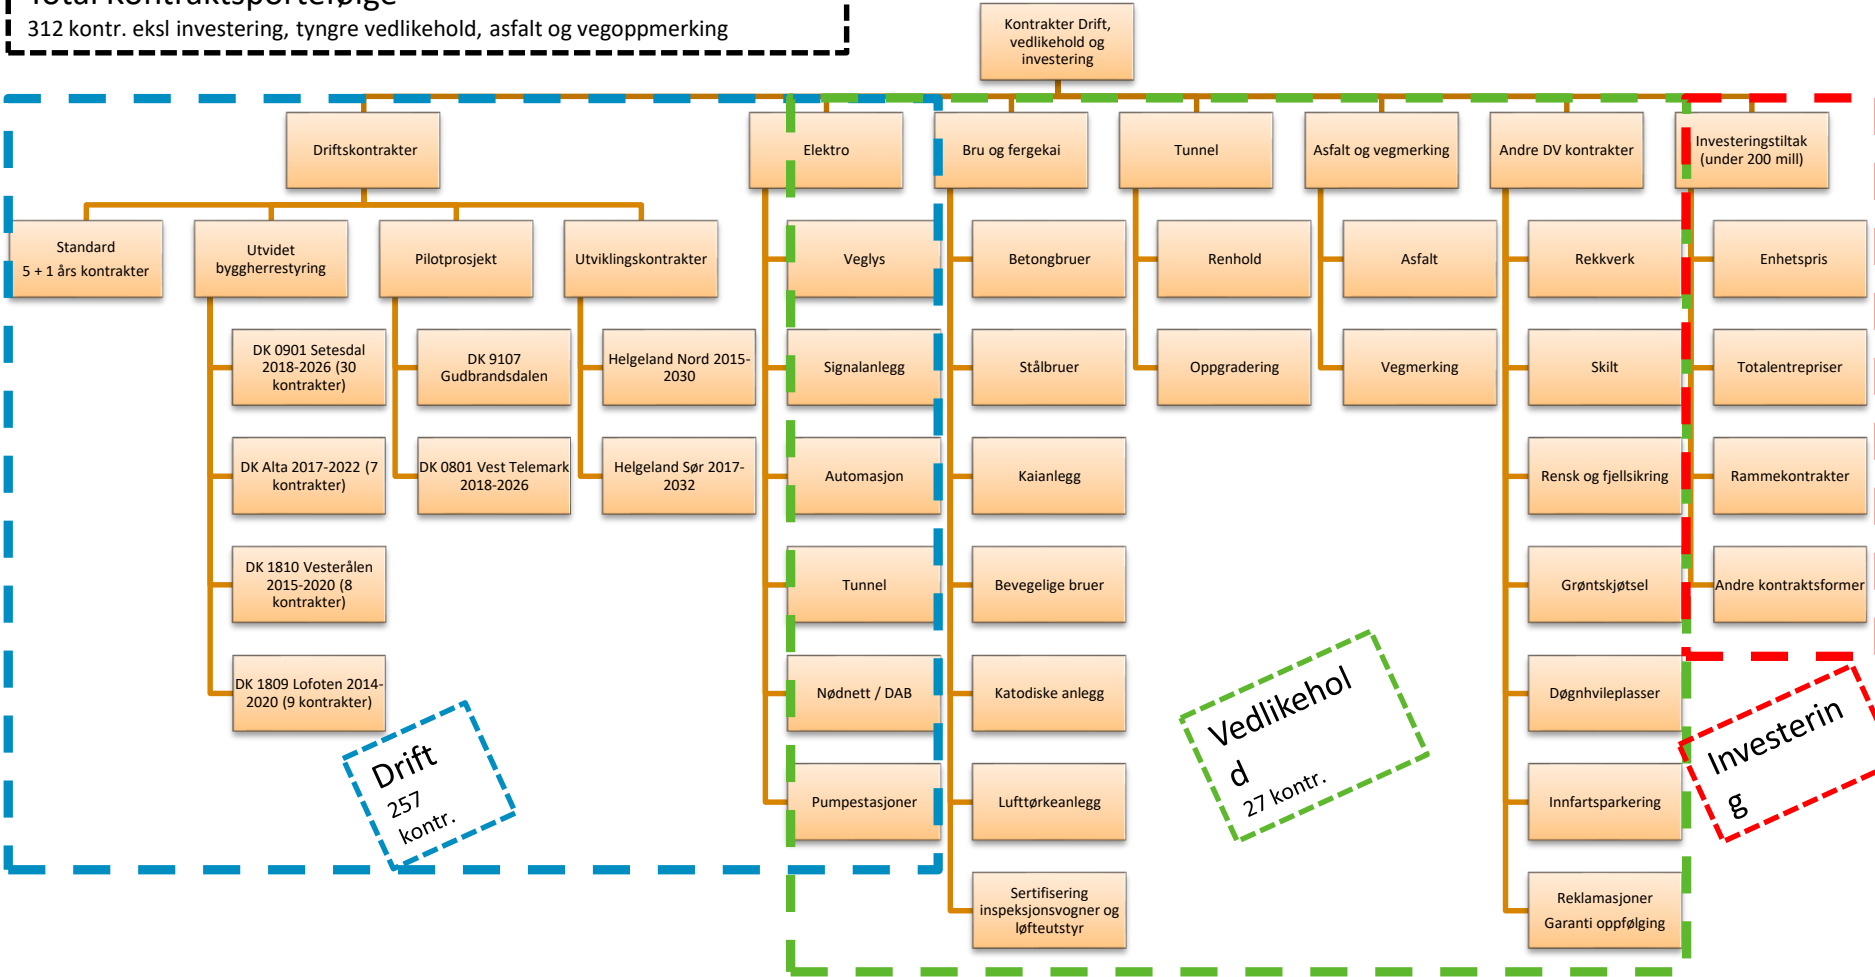 Total Kontraktsportefølge
312 kontr. eksl investering, tyngre vedlikehold, asfalt og vegoppmerking
Kontrakter Drift,
vedlikehold og
investering
Driftskontrakter
Elektro
Bru og fergekai
Tunnel
Asfalt og vegmerking
Andre DV kontrakter
Investeringstiltak
(under 200 mill)
Standard
5 + 1 års kontrakter
Utvidet
byggherrestyring
Pilotprosjekt
Utviklingskontrakter
Veglys
Betongbruer
Renhold
Asfalt
Rekkverk
Enhetspris
DK 0901 Setesdal
2018-2026 (30
kontrakter)
DK 9107
Gudbrandsdalen
Helgeland Nord 2015-
2030
Signalanlegg
Stålbruer
Oppgradering
Vegmerking
Skilt
Totalentrepriser
DK Alta 2017-2022 (7
kontrakter)
DK 0801 Vest Telemark
2018-2026
Helgeland Sør 2017-
2032
Automasjon
Kaianlegg
Rensk og fjellsikring
Rammekontrakter
DK 1810 Vesterålen
2015-2020 (8
kontrakter)
Tunnel
Bevegelige bruer
Grøntskjøtsel
Andre kontraktsformer
DK 1809 Lofoten 2014-
2020 (9 kontrakter)
Nødnett / DAB
Katodiske anlegg
Døgnhvileplasser
Drift
257
kontr.
Vedlikehol
d
27 kontr.
Investerin
g
Pumpestasjoner
Lufttørkeanlegg
Innfartsparkering
Sertifisering
inspeksjonsvogner og
løfteutstyr
Reklamasjoner
Garanti oppfølging